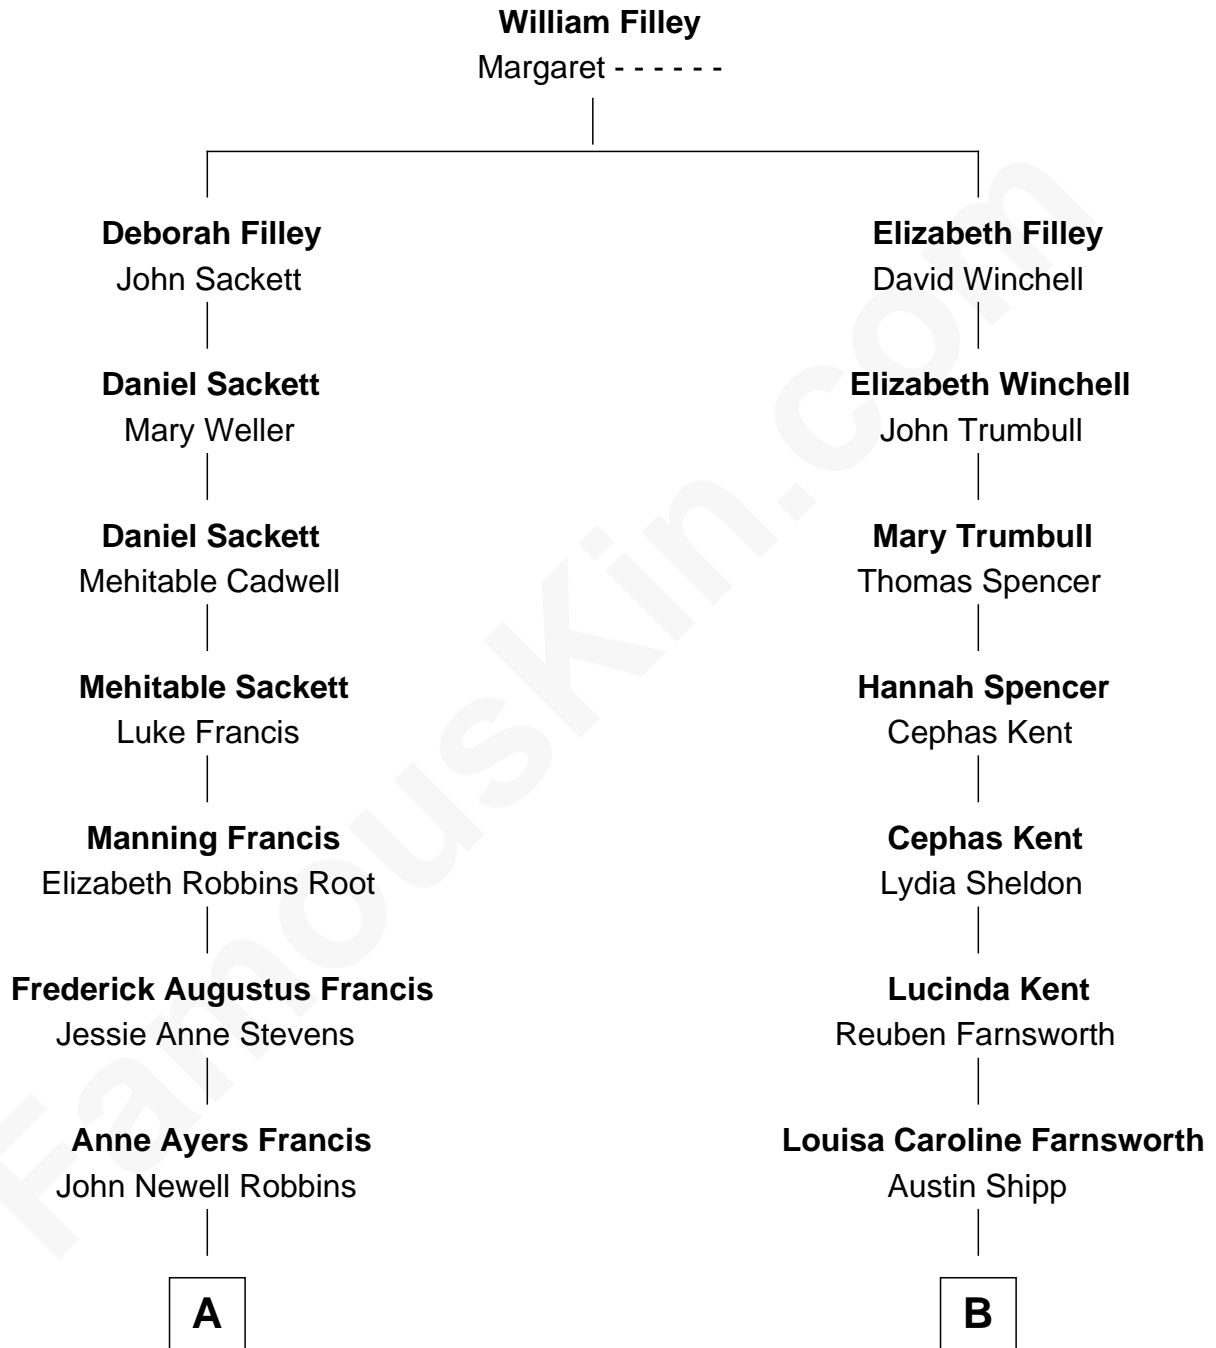 William Filley
Margaret - - - - - -
Deborah Filley
John Sackett
Elizabeth Filley
David Winchell
Daniel Sackett
Mary Weller
Elizabeth Winchell
John Trumbull
Daniel Sackett
Mehitable Cadwell
Mary Trumbull
Thomas Spencer
Mehitable Sackett
Luke Francis
Hannah Spencer
Cephas Kent
Manning Francis
Elizabeth Robbins Root
Cephas Kent
Lydia Sheldon
Frederick Augustus Francis
Jessie Anne Stevens
Lucinda Kent
Reuben Farnsworth
Anne Ayers Francis
John Newell Robbins
Louisa Caroline Farnsworth
Austin Shipp
A
B
FamousKin.com